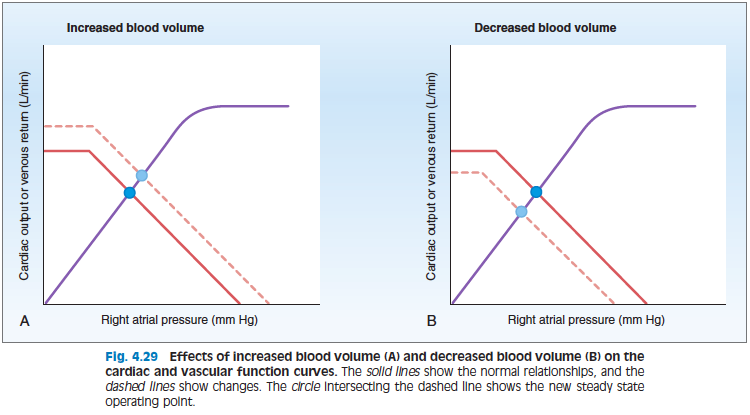 Increased blood volume
Cardiac output or venous return (L/min)
Right atrial pressure (mm Hg)
A
Decreased blood volume
Cardiac output or venous return (L/min)
Right atrial pressure (mm Hg)
B
Fig. 4.29 Effects of increased blood volume (A) and decreased blood volume (B) on the
cardiac and vascular function curves. The solid lines show the normal relationships, and the
dashed lines show changes. The circle intersecting the dashed line shows the new steady state
operating point.